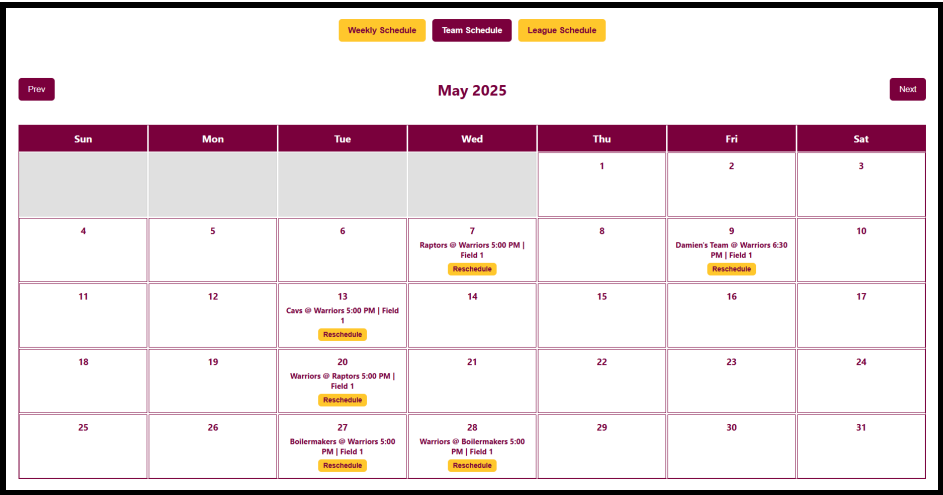 Weekly Schedule Team Schedule League Schedule
Prev May 2025 Next
Sun Mon Tue Wed Thu Fri Sat
1 2 3
4 5 6 7 8 9 10
Raptors @ Warriors 5:00 PM | Damien's Team @ Warriors 6:30
Field 1 PM | Field 1
Reschedule Reschedule
11 12 13 14 15 16 17
Cavs @ Warriors 5:00 PM | Field
1
Reschedule
18 19 20 21 22 23 24
Warriors @ Raptors 5:00 PM |
Field 1
Reschedule
25 26 27 28 29 30 31
Boilermakers @ Warriors 5:00 Warriors @ Boilermakers 5:00
PM | Field 1 PM | Field 1
Reschedule Reschedule